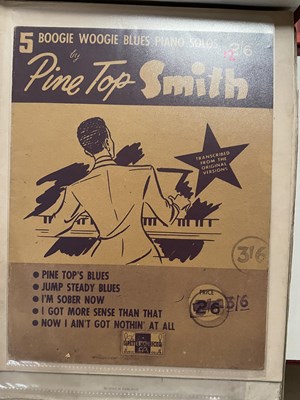 5 BOOGIE WOOGIE BLUES PIANO SOLOS 2/6
by
Pine Top Smith
TRANSCRIBED
FROM THE
ORIGINAL
VERSIONS
3/6
• PINE TOP'S BLUES
• JUMP STEADY BLUES
• I'M SOBER NOW
• I GOT MORE SENSE THAN THAT
• NOW I AIN'T GOT NOTHIN' AT ALL
PRICE
2/6 3/6